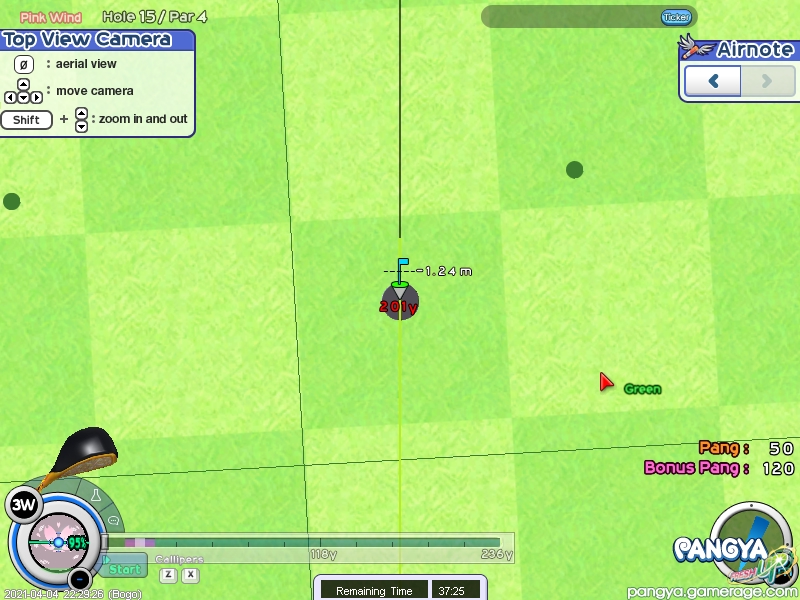 Pink Wind Hole 15 / Par 4
Ticker
Top View Camera
Ø : aerial view
: move camera
Shift + : zoom in and out
Airnote
-1.24 m
201y
Green
Pang : 50
Bonus Pang : 120
3W
95%
118y 236y
Start
Callipers
Z X
PANGYA
FRESH UP
Remaining Time 37:25
2021-04-04 22:29:26 (Bogo)
pangya.gamerage.com